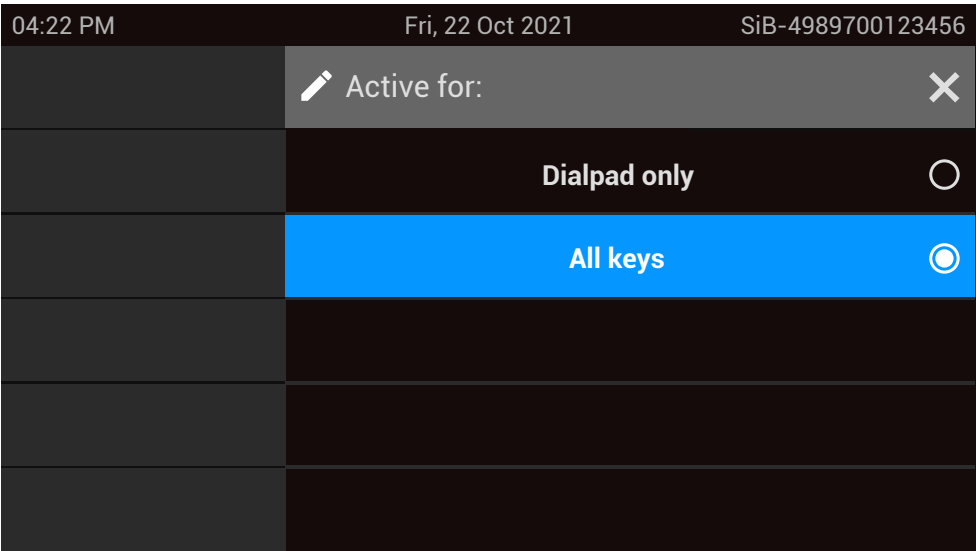 04:22 PM Fri, 22 Oct 2021 SiB-4989700123456
Active for:
Dialpad only
All keys